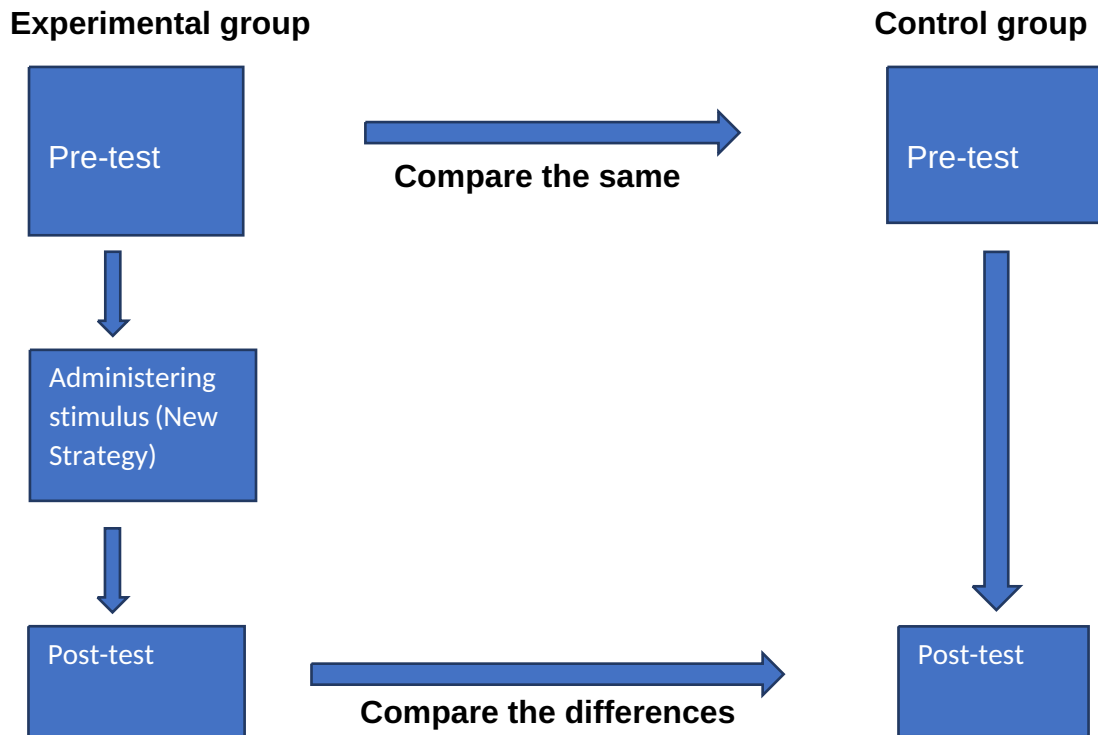 Experimental group
Control group
Pre-test
Pre-test
Compare the same
Administering
stimulus (New
Strategy)
Post-test
Post-test
Compare the differences